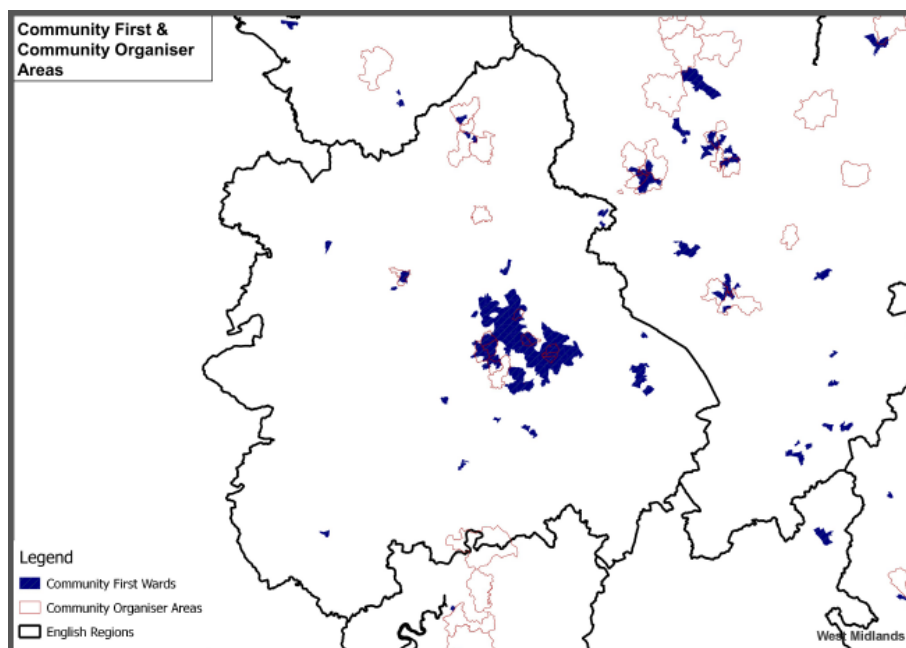 Community First &
Community Organiser
Areas
Legend
Community First Wards
Community Organiser Areas
English Regions
West Midlands